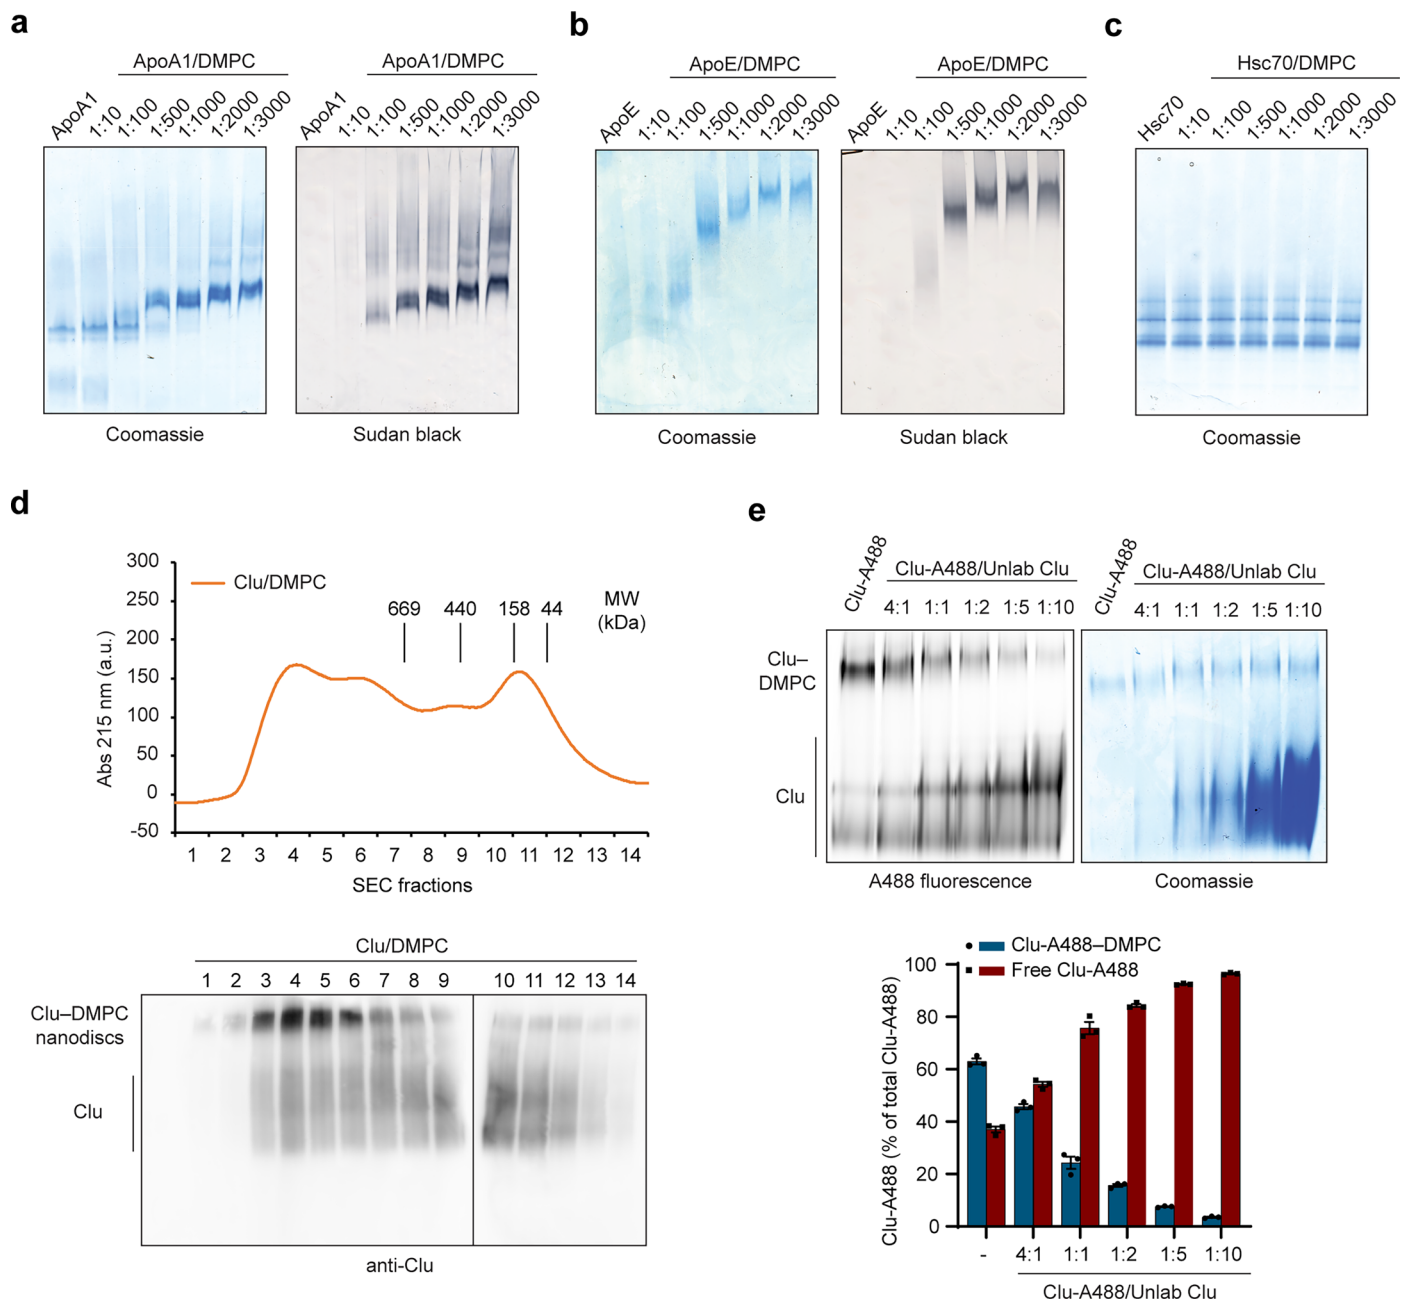 a
ApoA1/DMPC
ApoA1 1:10 1:100 1:500 1:1000 1:2000 1:3000
Coomassie
ApoA1/DMPC
ApoA1 1:10 1:100 1:500 1:1000 1:2000 1:3000
Sudan black
b
ApoE/DMPC
ApoE 1:10 1:100 1:500 1:1000 1:2000 1:3000
Coomassie
ApoE/DMPC
ApoE 1:10 1:100 1:500 1:1000 1:2000 1:3000
Sudan black
c
Hsc70/DMPC
Hsc70 1:10 1:100 1:500 1:1000 1:2000 1:3000
Coomassie
d
Clu/DMPC
669 440 158 44
MW
(kDa)
Abs 215 nm (a.u.)
300
250
200
150
100
50
0
-50
1 2 3 4 5 6 7 8 9 10 11 12 13 14
SEC fractions
Clu/DMPC
1 2 3 4 5 6 7 8 9 10 11 12 13 14
Clu–DMPC
nanodiscs
Clu
anti-Clu
e
Clu-A488
Clu-A488/Unlab Clu
4:1 1:1 1:2 1:5 1:10
Clu–
DMPC
Clu
A488 fluorescence
Clu-A488
Clu-A488/Unlab Clu
4:1 1:1 1:2 1:5 1:10
Coomassie
Clu-A488–DMPC
Free Clu-A488
Clu-A488 (% of total Clu-A488)
100
80
60
40
20
0
- 4:1 1:1 1:2 1:5 1:10
Clu-A488/Unlab Clu